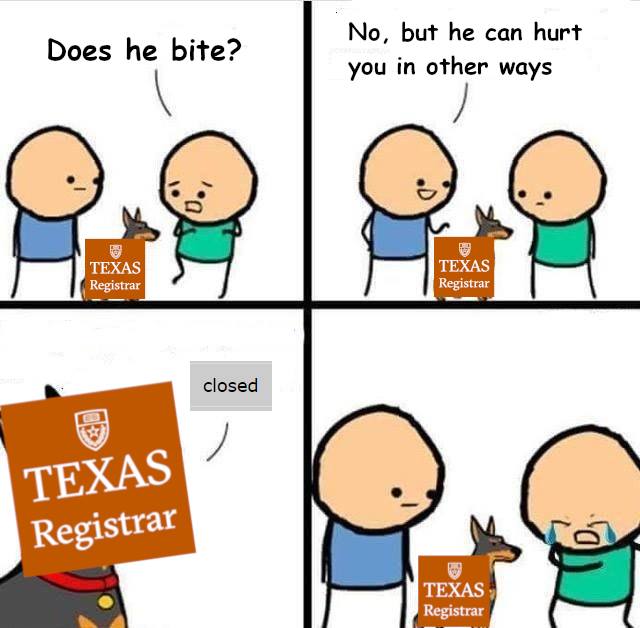 Does he bite?
No, but he can hurt
you in other ways
TEXAS
Registrar
TEXAS
Registrar
closed
TEXAS
Registrar
TEXAS
Registrar